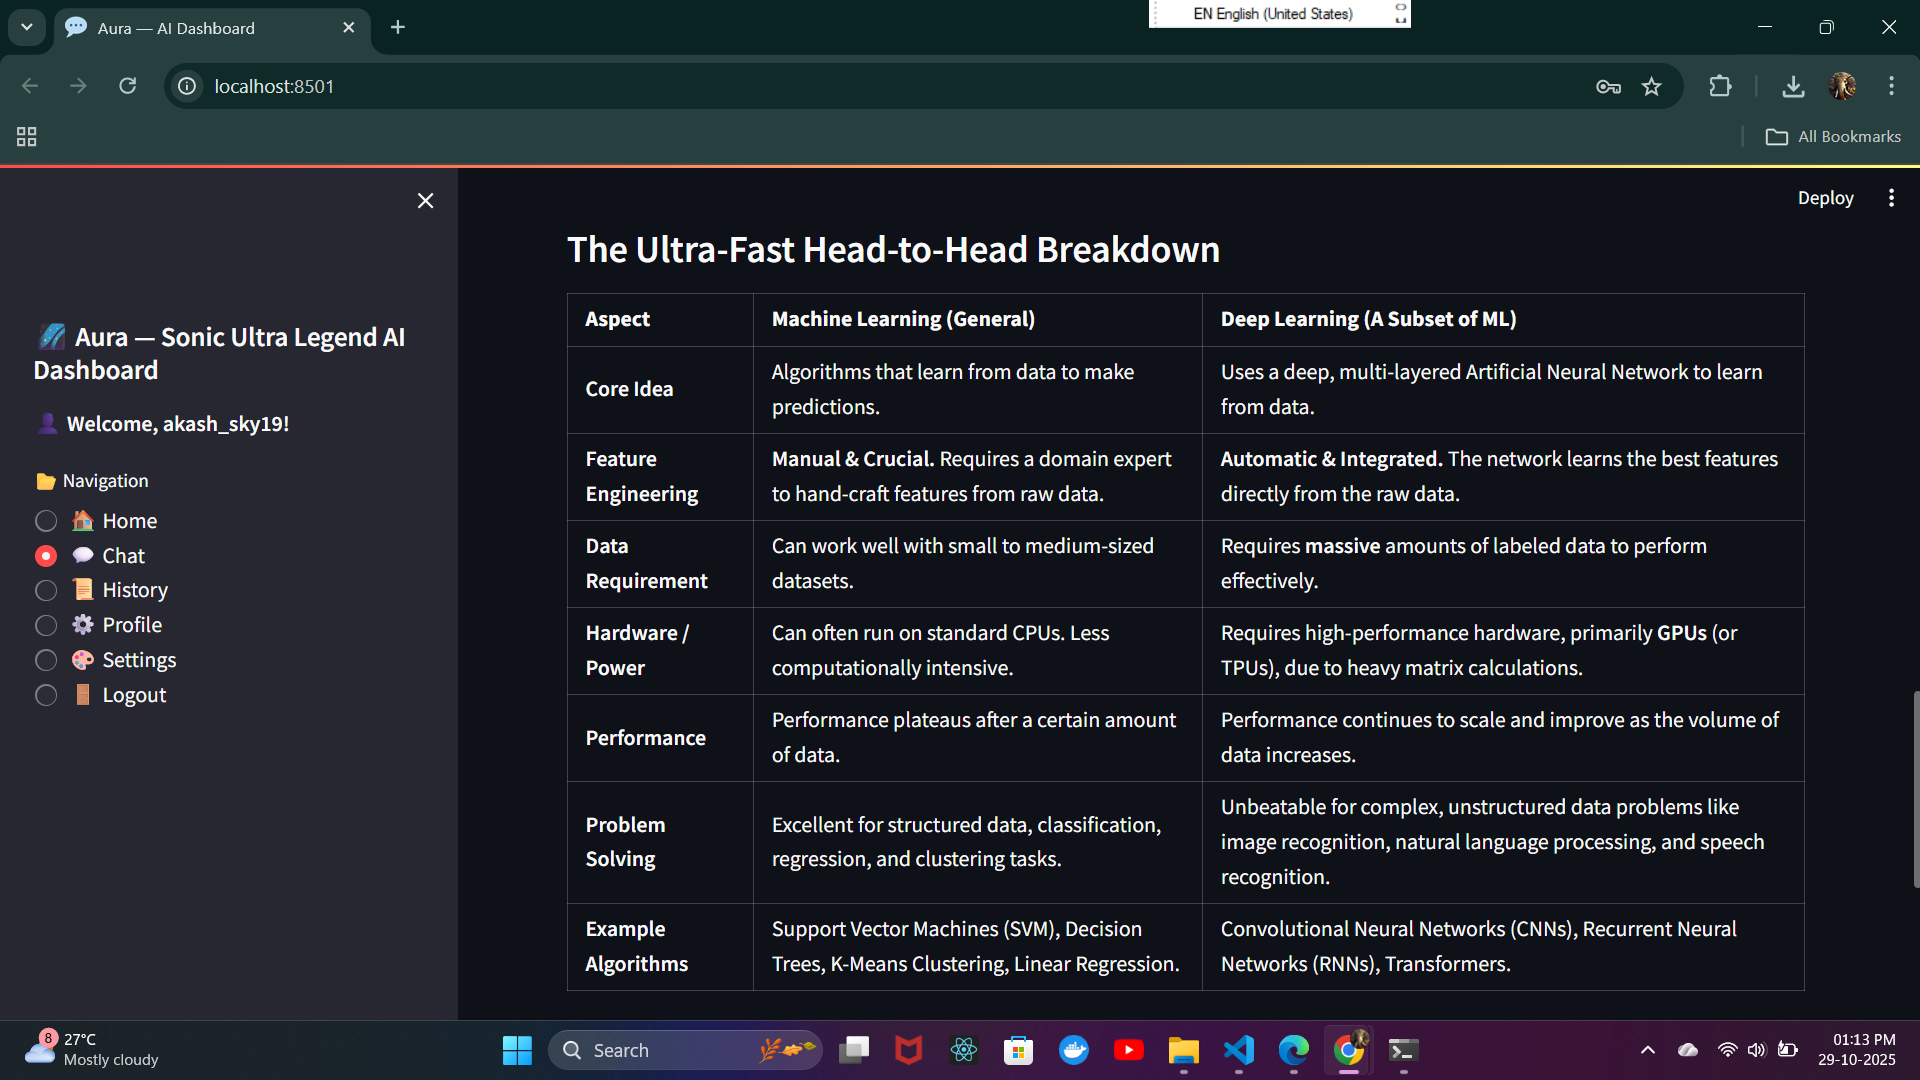 Aura — AI Dashboard
EN English (United States)
localhost:8501
All Bookmarks
Deploy
Aura — Sonic Ultra Legend AI
Dashboard
Welcome, akash_sky19!
Navigation
Home
Chat
History
Profile
Settings
Logout
The Ultra-Fast Head-to-Head Breakdown
Aspect
Machine Learning (General)
Deep Learning (A Subset of ML)
Core Idea
Algorithms that learn from data to make
predictions.
Uses a deep, multi-layered Artificial Neural Network to learn
from data.
Feature
Engineering
Manual & Crucial. Requires a domain expert
to hand-craft features from raw data.
Automatic & Integrated. The network learns the best features
directly from the raw data.
Data
Requirement
Can work well with small to medium-sized
datasets.
Requires massive amounts of labeled data to perform
effectively.
Hardware /
Power
Can often run on standard CPUs. Less
computationally intensive.
Requires high-performance hardware, primarily GPUs (or
TPUs), due to heavy matrix calculations.
Performance
Performance plateaus after a certain amount
of data.
Performance continues to scale and improve as the volume of
data increases.
Problem
Solving
Excellent for structured data, classification,
regression, and clustering tasks.
Unbeatable for complex, unstructured data problems like
image recognition, natural language processing, and speech
recognition.
Example
Algorithms
Support Vector Machines (SVM), Decision
Trees, K-Means Clustering, Linear Regression.
Convolutional Neural Networks (CNNs), Recurrent Neural
Networks (RNNs), Transformers.
8
27°C
Mostly cloudy
Search
01:13 PM
29-10-2025